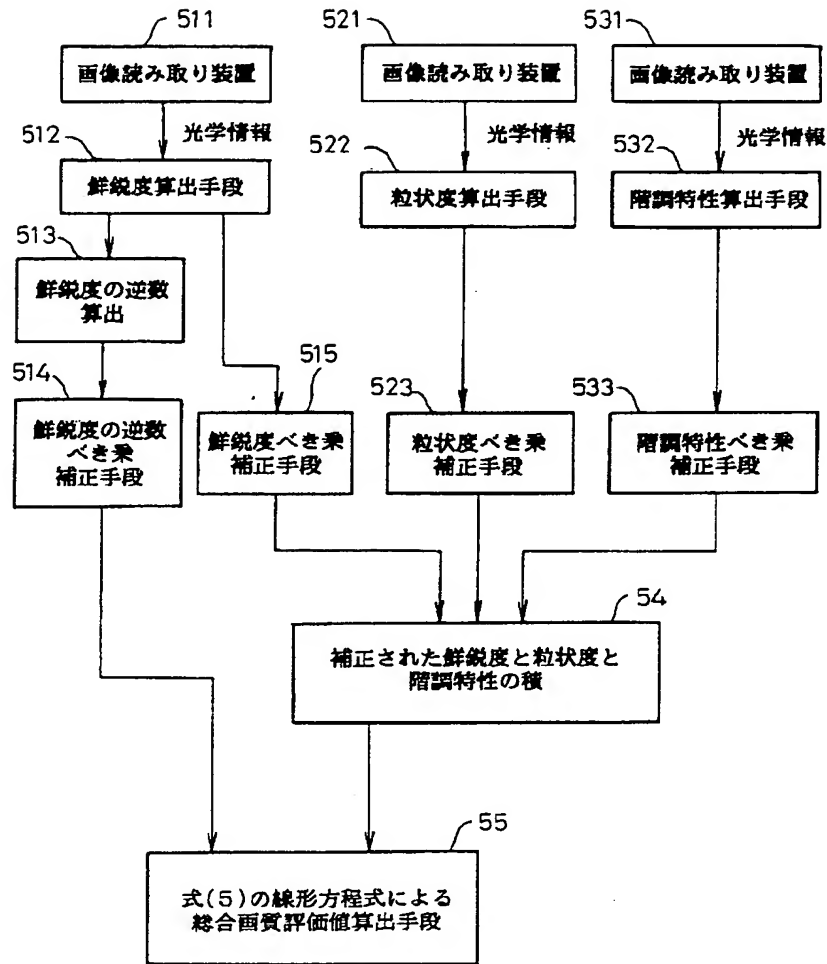 511
521
531
画像読み取り装置
画像読み取り装置
画像読み取り装置
光学情報
光学情報
光学情報
512
522
532
鮮鋭度算出手段
粒状度算出手段
階調特性算出手段
513
鮮鋭度の逆数
算出
514
515
523
533
鮮鋭度の逆数
べき乗
補正手段
鮮鋭度べき乗
補正手段
粒状度べき乗
補正手段
階調特性べき乗
補正手段
54
補正された鮮鋭度と粒状度と
階調特性の積
55
式(5)の線形方程式による
総合画質評価値算出手段